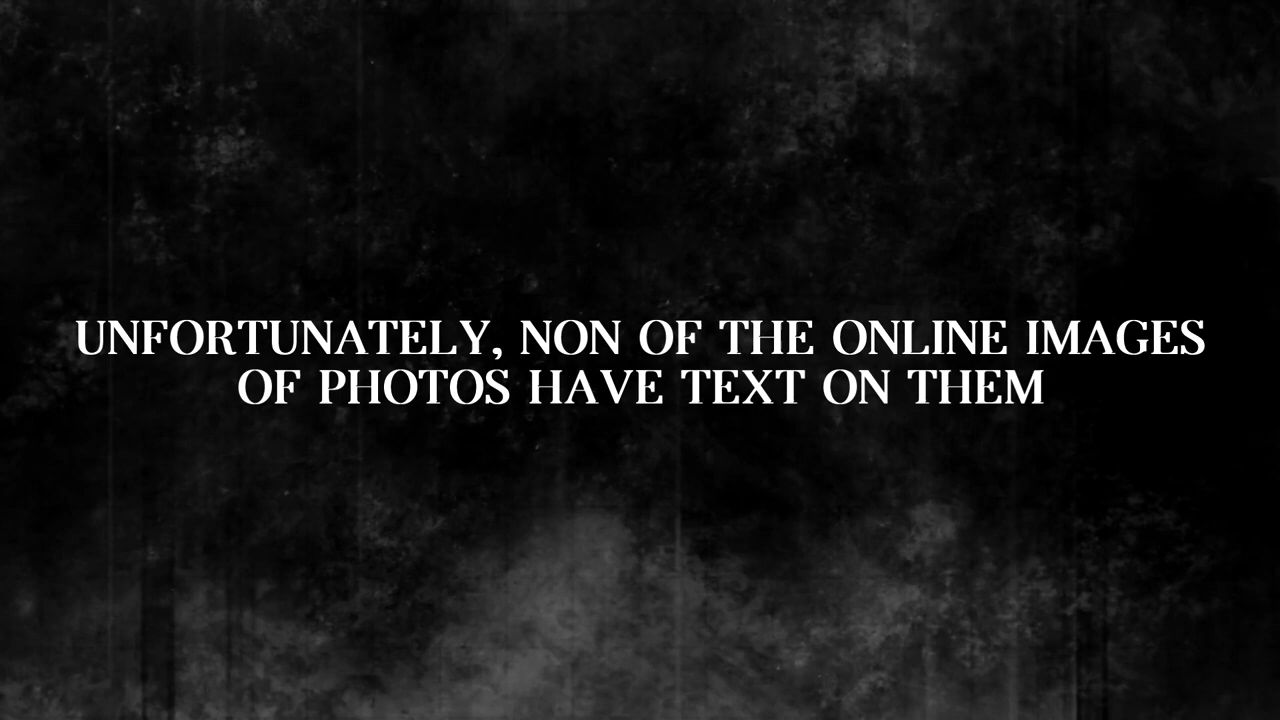 UNFORTUNATELY, NON OF THE ONLINE IMAGES
OF PHOTOS HAVE TEXT ON THEM